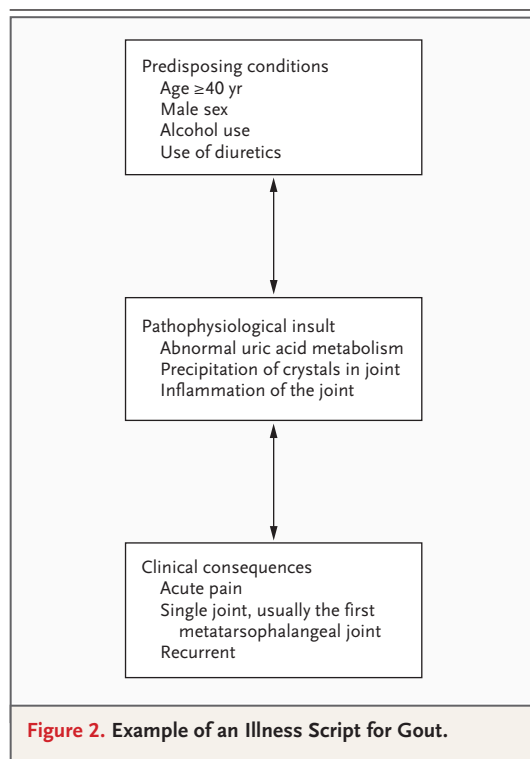 Predisposing conditions
Age ≥40 yr
Male sex
Alcohol use
Use of diuretics
Pathophysiological insult
Abnormal uric acid metabolism
Precipitation of crystals in joint
Inflammation of the joint
Clinical consequences
Acute pain
Single joint, usually the first
metatarsophalangeal joint
Recurrent
Figure 2. Example of an Illness Script for Gout.